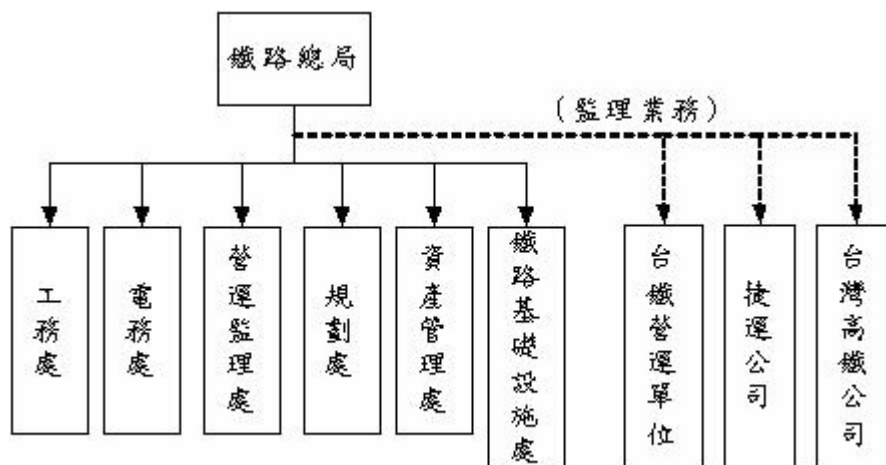 鐵路總局
(監理業務)
工務處
電務處
營運監理處
規劃處
資產管理處
鐵路基礎設施處
台鐵營運單位
捷運公司
台灣高鐵公司